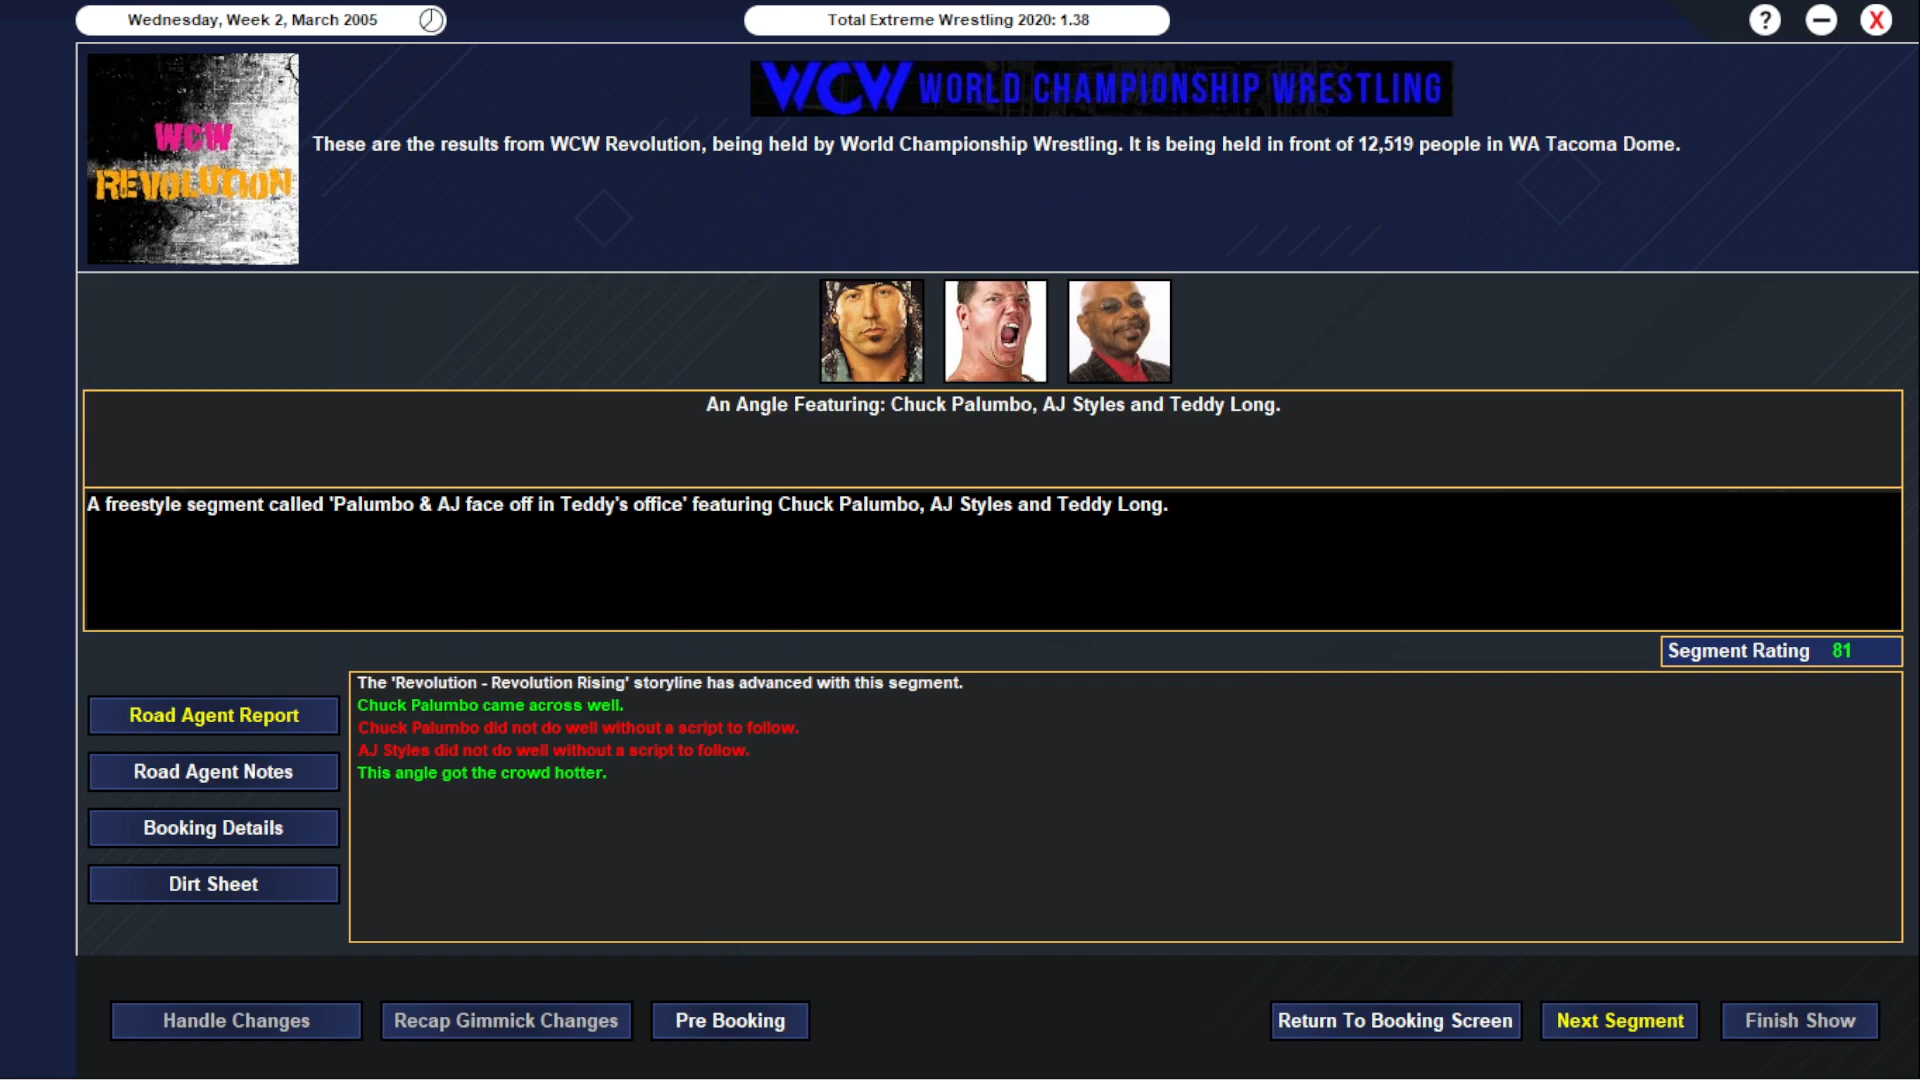 Wednesday, Week 2, March 2005
Total Extreme Wrestling 2020: 1.38
?
X
WCW WORLD CHAMPIONSHIP WRESTLING
WCW
REVOLUTION
These are the results from WCW Revolution, being held by World Championship Wrestling. It is being held in front of 12,519 people in WA Tacoma Dome.
An Angle Featuring: Chuck Palumbo, AJ Styles and Teddy Long.
A freestyle segment called 'Palumbo & AJ face off in Teddy's office' featuring Chuck Palumbo, AJ Styles and Teddy Long.
Segment Rating 81
Road Agent Report
Road Agent Notes
Booking Details
Dirt Sheet
The 'Revolution - Revolution Rising' storyline has advanced with this segment.
Chuck Palumbo came across well.
Chuck Palumbo did not do well without a script to follow.
AJ Styles did not do well without a script to follow.
This angle got the crowd hotter.
Handle Changes
Recap Gimmick Changes
Pre Booking
Return To Booking Screen
Next Segment
Finish Show